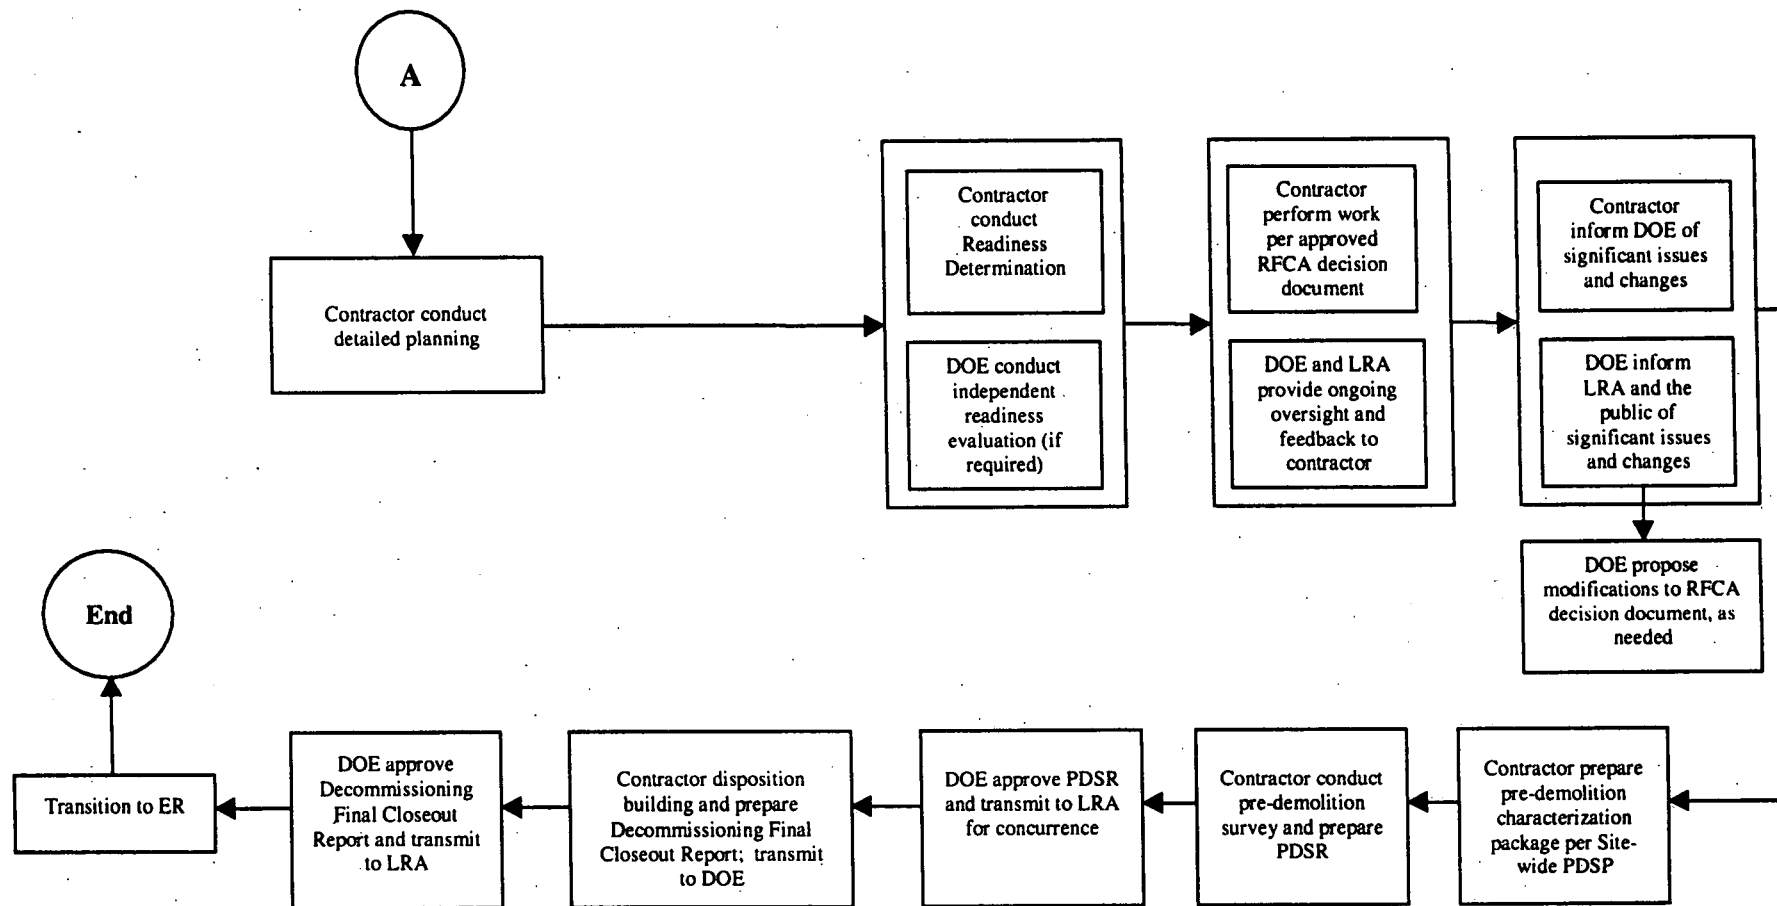 A
Contractor conduct
detailed planning
Contractor
conduct
Readiness
Determination
DOE conduct
independent
readiness
evaluation (if
required)
Contractor
perform work
per approved
RFCA decision
document
DOE and LRA
provide ongoing
oversight and
feedback to
contractor
Contractor
inform DOE of
significant issues
and changes
DOE inform
LRA and the
public of
significant issues
and changes
DOE propose
modifications to RFCA
decision document, as
needed
End
Transition to ER
DOE approve
Decommissioning
Final Closeout
Report and transmit
to LRA
Contractor disposition
building and prepare
Decommissioning Final
Closeout Report; transmit
to DOE
DOE approve PDSR
and transmit to LRA
for concurrence
Contractor conduct
pre-demolition
survey and prepare
PDSR
Contractor prepare
pre-demolition
characterization
package per Site-
wide PDSP